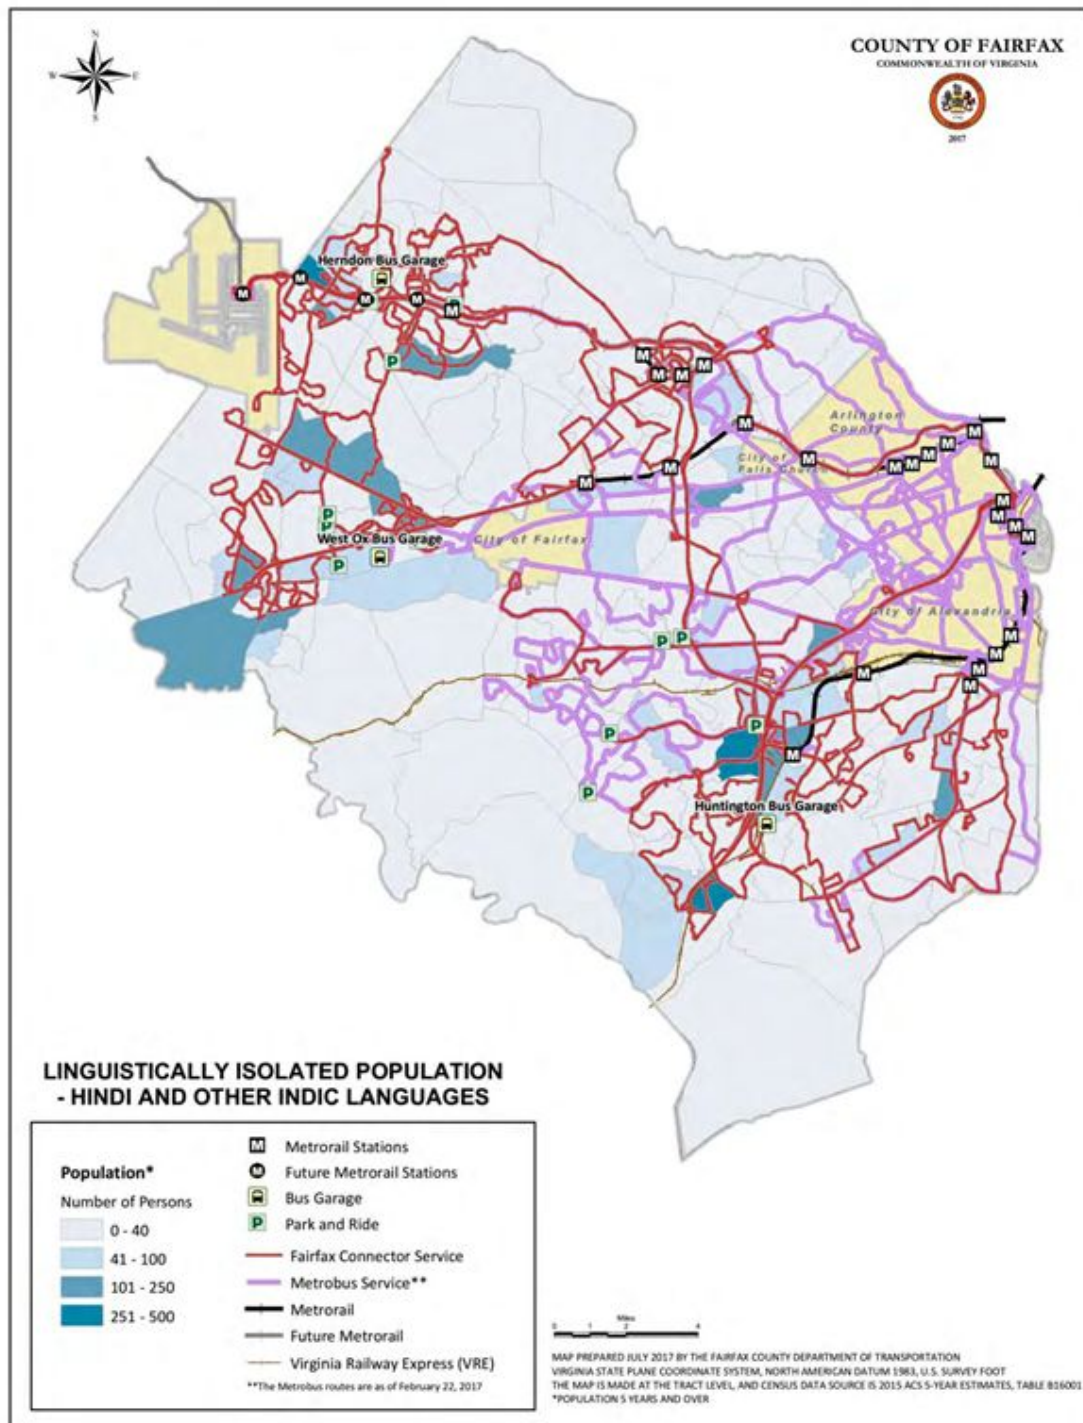 N
W
E
S
COUNTY OF FAIRFAX
COMMONWEALTH OF VIRGINIA
2017
Herndon Bus Garage
M
M
M
M
M
P
M
M
M
M
M
Arlington
County
City of
Falls Church
M
M
M
M
M
M
M
M
M
M
M
M
M
M
P
P
West Ox Bus Garage
P
City of Fairfax
City of Alexandria
M
M
M
M
M
P
P
P
P
M
P
Huntington Bus Garage
LINGUISTICALLY ISOLATED POPULATION
- HINDI AND OTHER INDIC LANGUAGES
Population*
Number of Persons
0 - 40
41 - 100
101 - 250
251 - 500
M Metrorail Stations
M Future Metrorail Stations
Bus Garage
P Park and Ride
Fairfax Connector Service
Metrobus Service**
Metrorail
Future Metrorail
Virginia Railway Express (VRE)
**The Metrobus routes are as of February 22, 2017
Miles
0 1 2 4
MAP PREPARED JULY 2017 BY THE FAIRFAX COUNTY DEPARTMENT OF TRANSPORTATION
VIRGINIA STATE PLANE COORDINATE SYSTEM, NORTH AMERICAN DATUM 1983, U.S. SURVEY FOOT
THE MAP IS MADE AT THE TRACT LEVEL, AND CENSUS DATA SOURCE IS 2015 ACS 5-YEAR ESTIMATES, TABLE B16001
*POPULATION 5 YEARS AND OVER